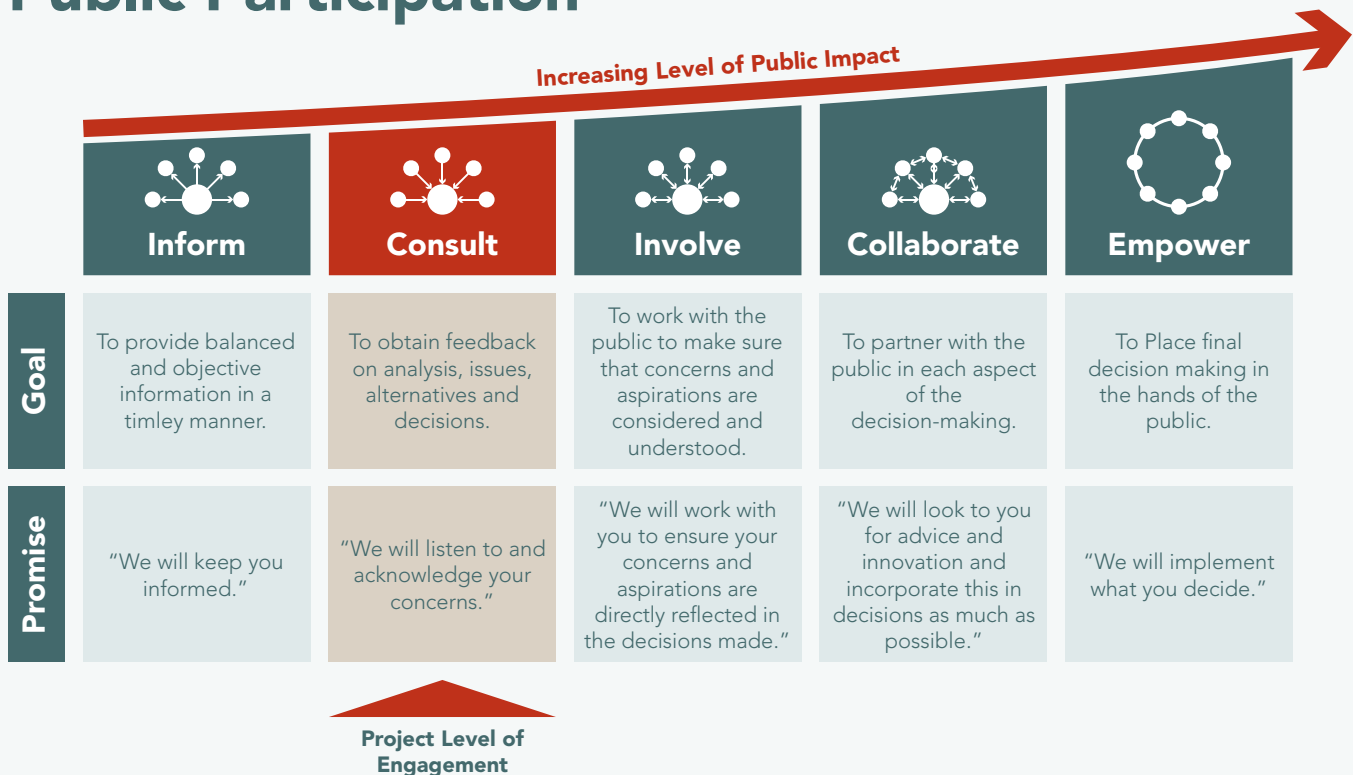 Public Participation
Increasing Level of Public Impact
Inform
Consult
Involve
Collaborate
Empower
Goal
To provide balanced
and objective
information in a
timley manner.
To obtain feedback
on analysis, issues,
alternatives and
decisions.
To work with the
public to make sure
that concerns and
aspirations are
considered and
understood.
To partner with the
public in each aspect
of the
decision-making.
To Place final
decision making in
the hands of the
public.
Promise
“We will keep you
informed.”
“We will listen to and
acknowledge your
concerns.”
“We will work with
you to ensure your
concerns and
aspirations are
directly reflected in
the decisions made.”
“We will look to you
for advice and
innovation and
incorporate this in
decisions as much as
possible.”
“We will implement
what you decide.”
Project Level of
Engagement